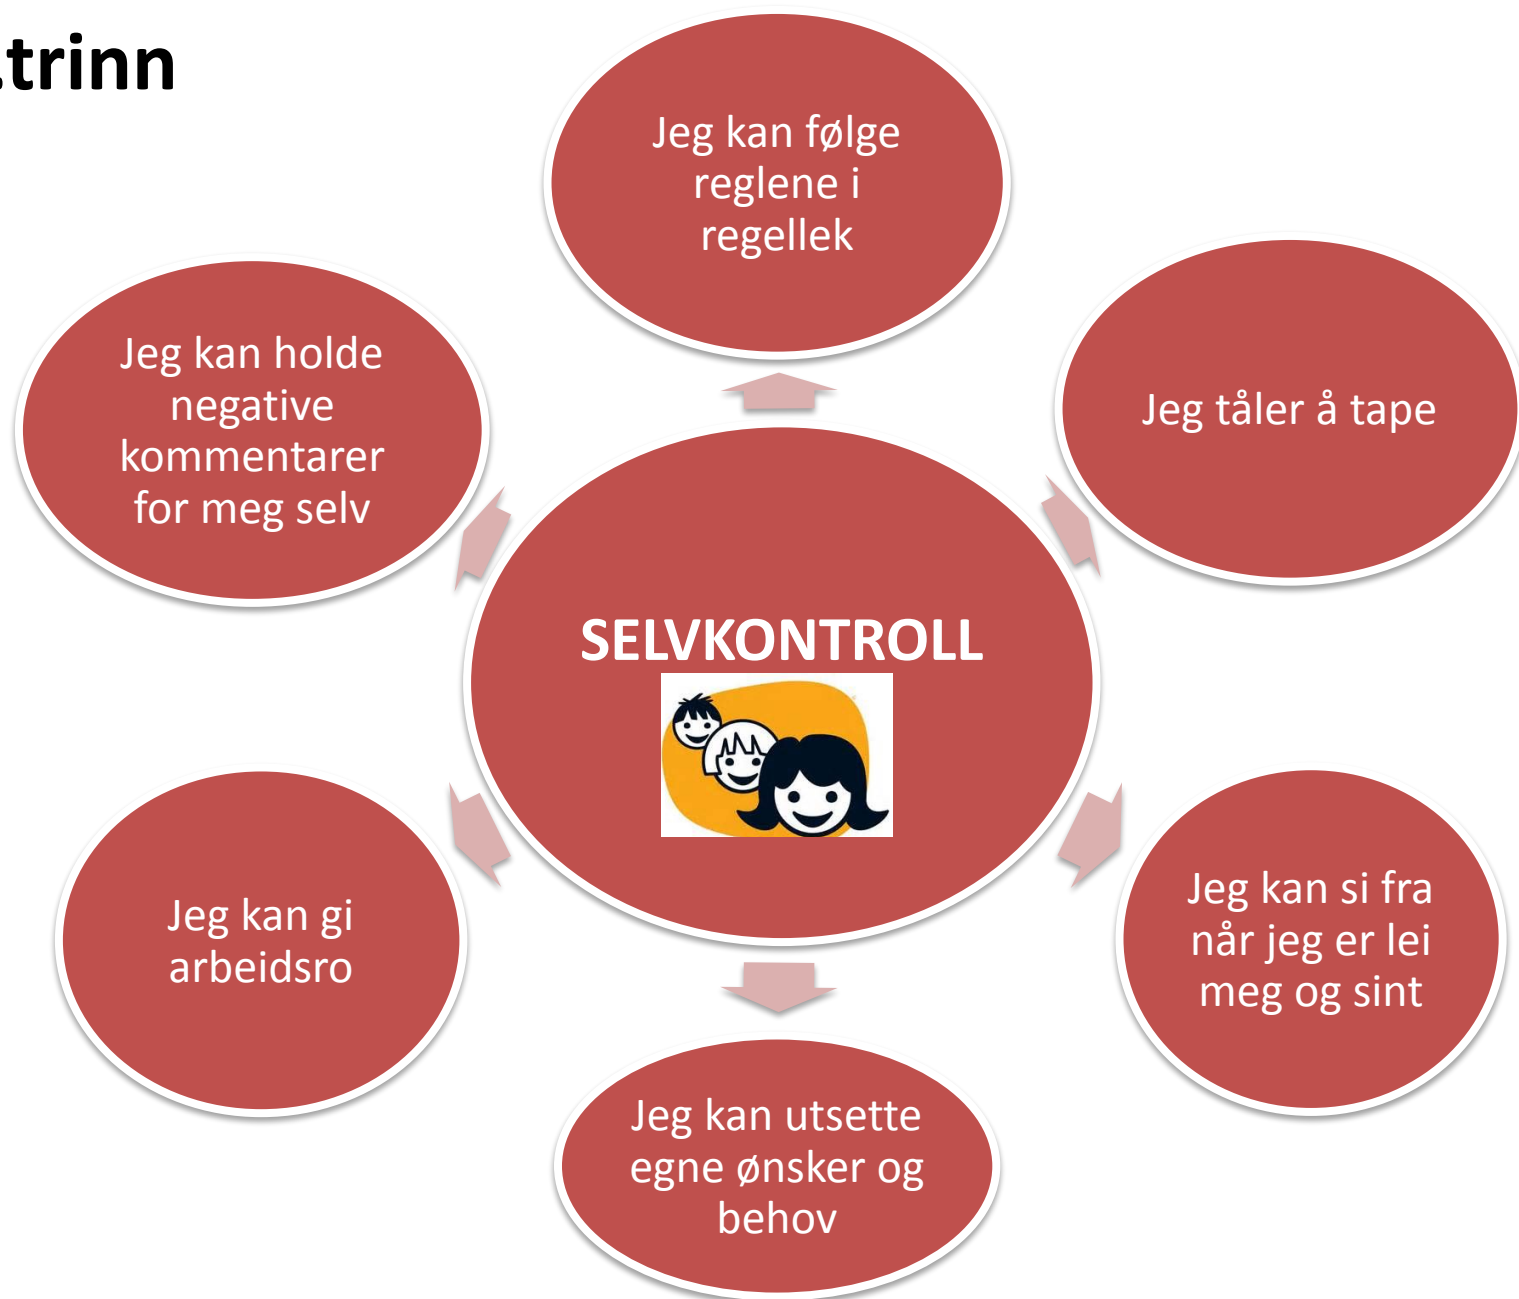 .trinn
Jeg kan følge
reglene i
regellek
Jeg tåler å tape
Jeg kan si fra
når jeg er lei
meg og sint
Jeg kan utsette
egne ønsker og
behov
Jeg kan gi
arbeidsro
Jeg kan holde
negative
kommentarer
for meg selv
SELVKONTROLL